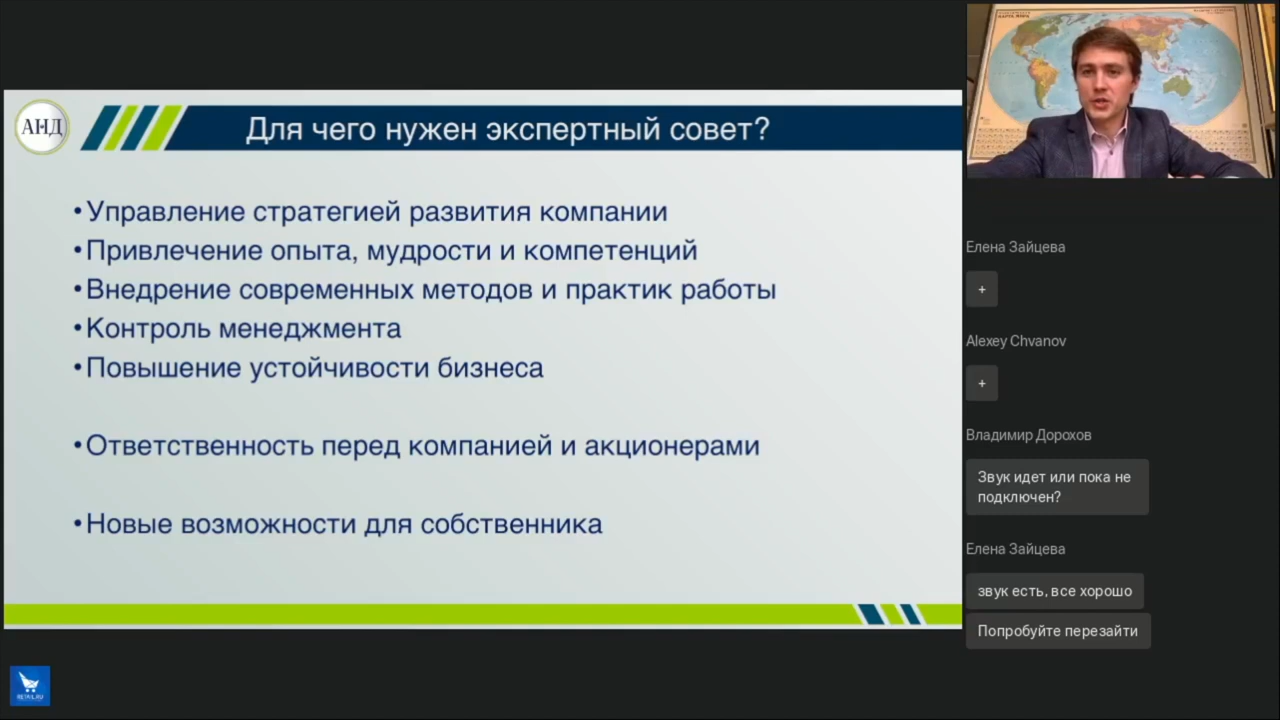 АНД
Для чего нужен экспертный совет?
•Управление стратегией развития компании
•Привлечение опыта, мудрости и компетенций
•Внедрение современных методов и практик работы
•Контроль менеджмента
•Повышение устойчивости бизнеса
•Ответственность перед компанией и акционерами
•Новые возможности для собственника
RETAIL.RU
Елена Зайцева
+
Alexey Chvanov
+
Владимир Дорохов
Звук идет или пока не
подключен?
Елена Зайцева
звук есть, все хорошо
Попробуйте перезайти